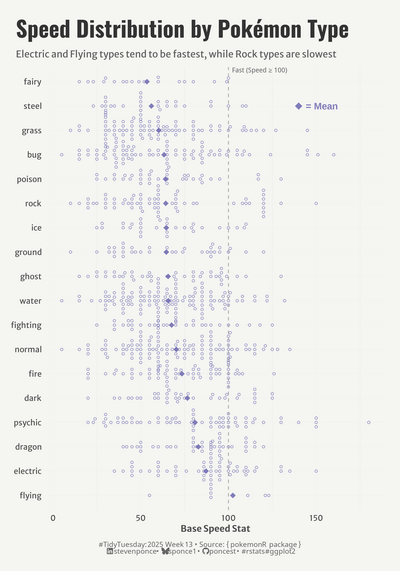 Speed Distribution by Pokémon Type
Electric and Flying types tend to be fastest, while Rock types are slowest
Fast (Speed ≥ 100)
fairy
steel
= Mean
grass
bug
poison
rock
ice
ground
ghost
water
fighting
normal
fire
dark
psychic
dragon
electric
flying
0 50 100 150
Base Speed Stat
#TidyTuesday: 2025 Week 13 • Source: { pokemonR package }
stevenponce • sponce1 • poncest • #rstats #ggplot2